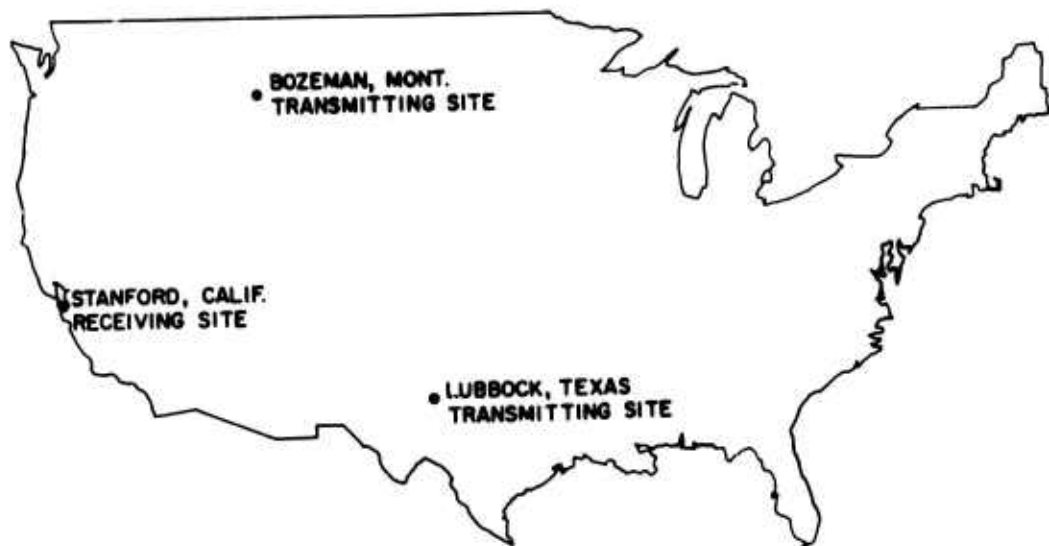 BOZEMAN, MONT.
TRANSMITTING SITE
STANFORD, CALIF.
RECEIVING SITE
LUBBOCK, TEXAS
TRANSMITTING SITE